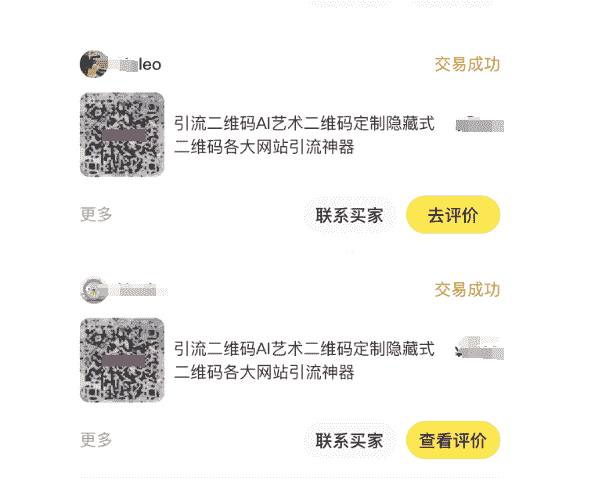 leo
交易成功
引流二维码AI艺术二维码定制隐藏式
二维码各大网站引流神器
更多
联系买家
去评价
交易成功
引流二维码AI艺术二维码定制隐藏式
二维码各大网站引流神器
更多
联系买家
查看评价